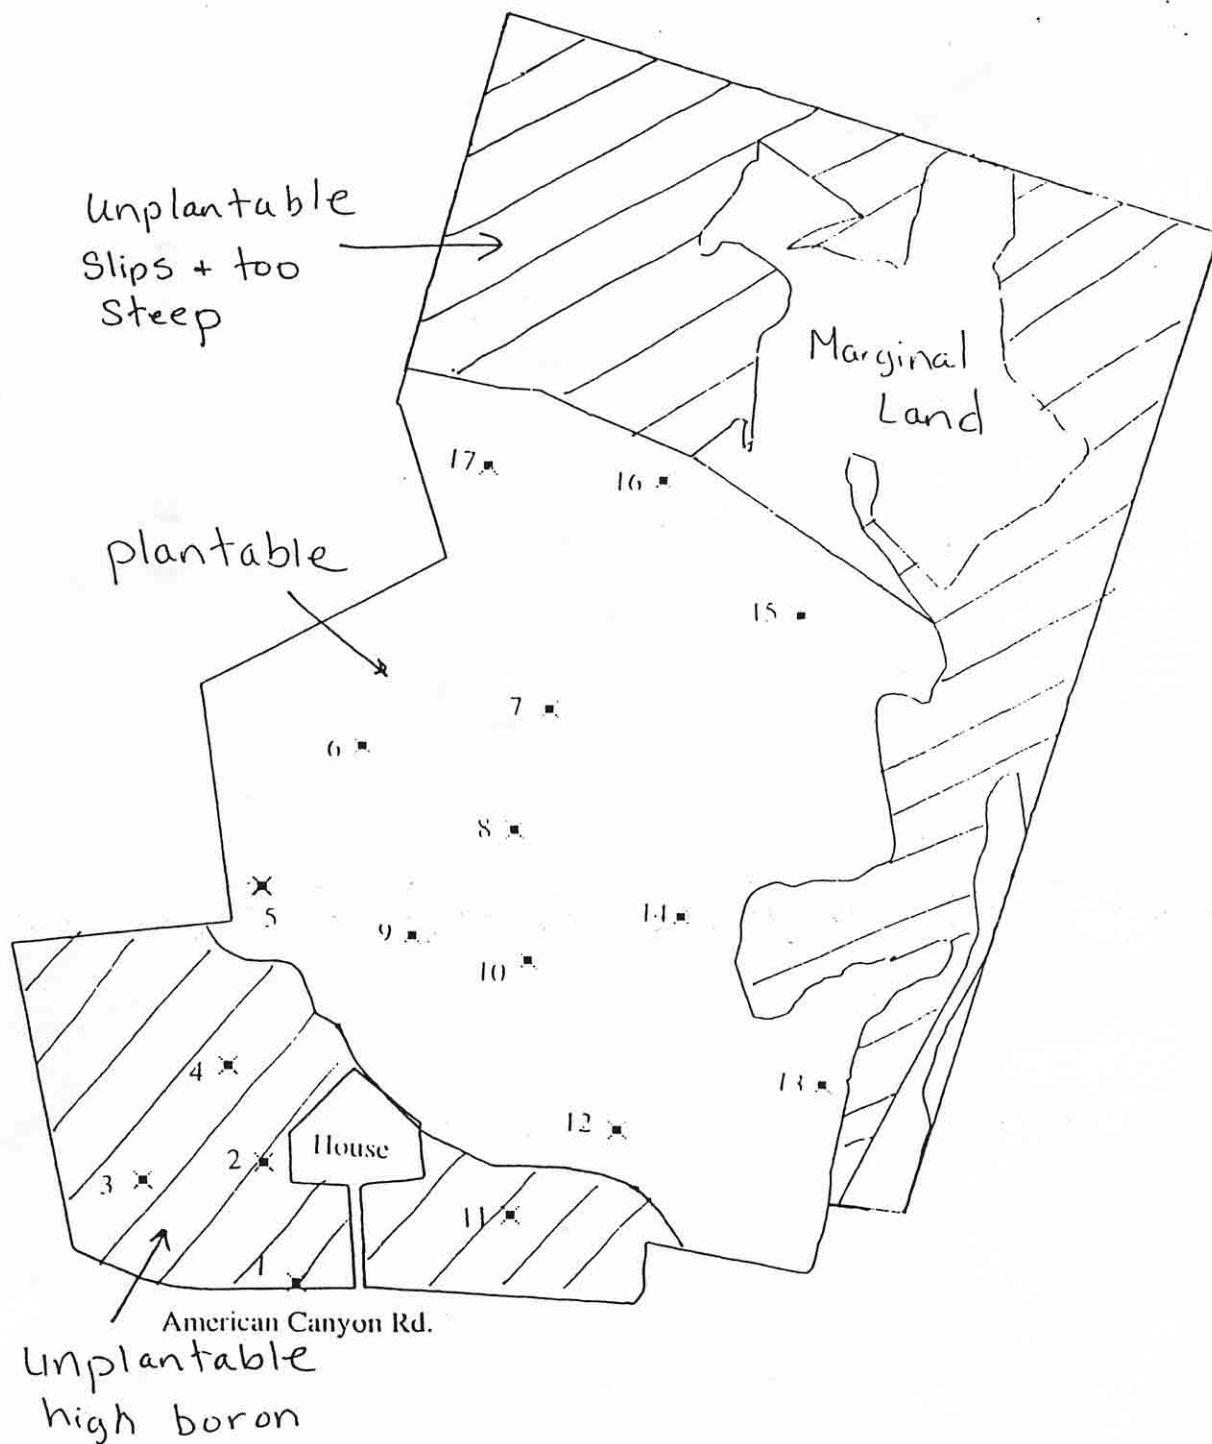 Unplantable
Slips + too
Steep
Marginal
Land
17
16
plantable
15
7
6
8
5
14
9
10
4
13
12
House
2
3
11
1
American Canyon Rd.
Unplantable
high boron